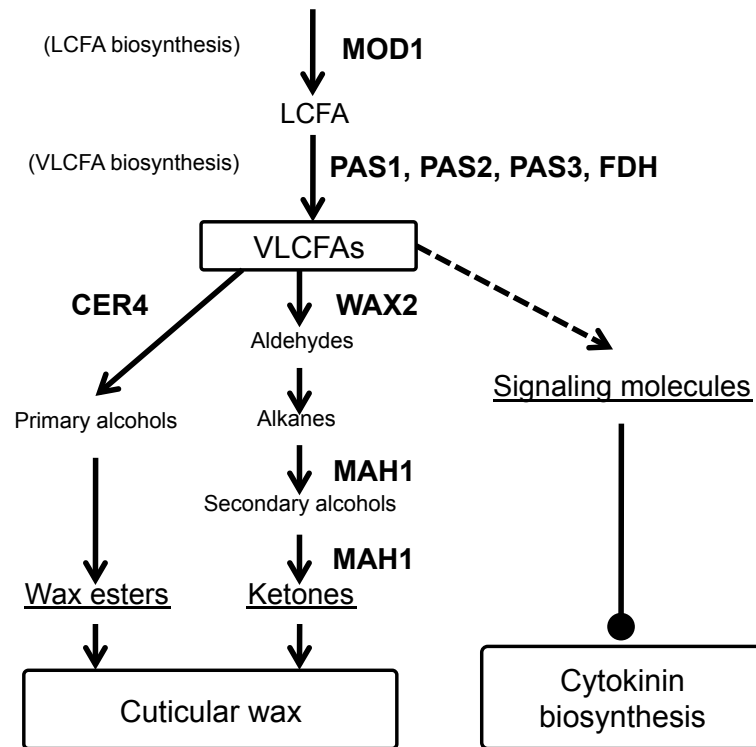 (LCFA biosynthesis)
MOD1
LCFA
(VLCFA biosynthesis)
PAS1, PAS2, PAS3, FDH
VLCFAs
CER4
WAX2
Aldehydes
Signaling molecules
Primary alcohols
Alkanes
MAH1
Secondary alcohols
MAH1
Wax esters
Ketones
Cuticular wax
Cytokinin
biosynthesis